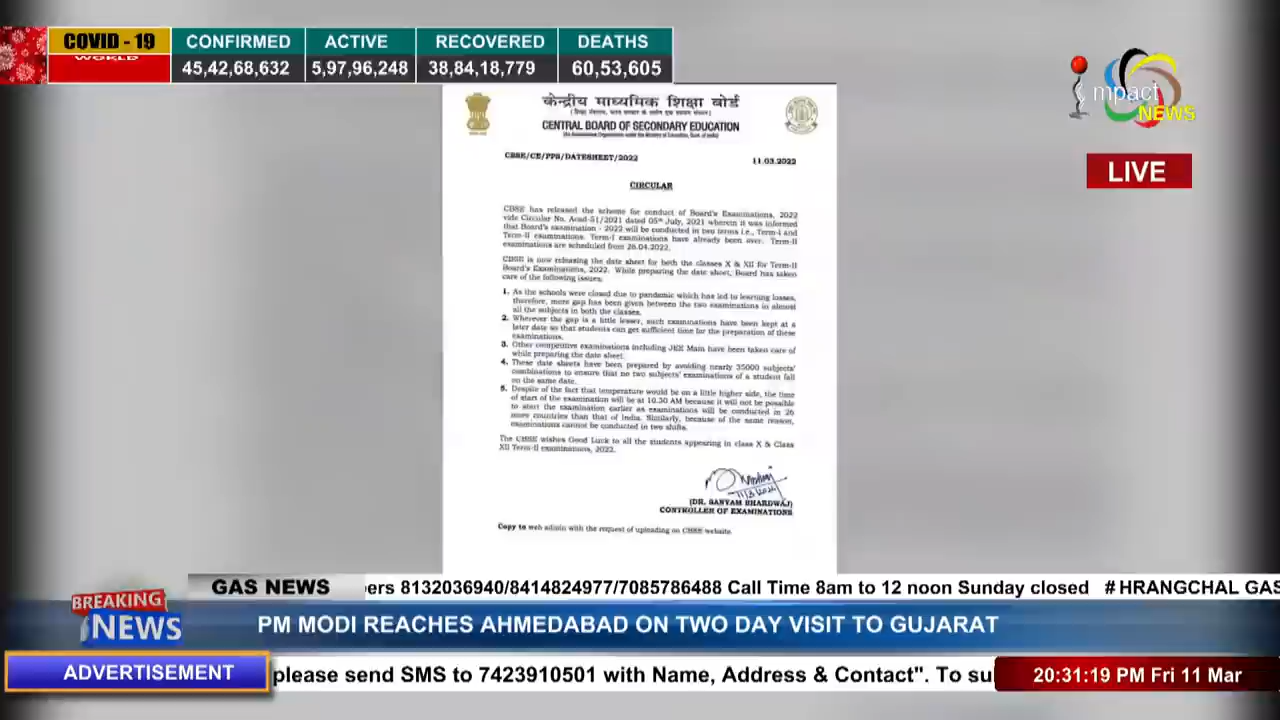 COVID - 19
WORLD
CONFIRMED ACTIVE RECOVERED DEATHS
45,42,68,632 5,97,96,248 38,84,18,779 60,53,605
mpact
NEWS
LIVE
केन्द्रीय माध्यमिक शिक्षा बोर्ड
CENTRAL BOARD OF SECONDARY EDUCATION
CBSE/CE/PPS/DATESHEET/2022 11.03.2022
CIRCULAR
CBSE has released the scheme for conduct of Board's Examinations, 2022
vide Circular No. Acad-51/2021 dated 05th July, 2021 wherein it was informed
that Board's examination - 2022 will be conducted in two terms i.e., Term-I and
Term-II examinations. Term-I examinations have already been over. Term-II
examinations are scheduled from 26.04.2022.
CBSE is now releasing the date sheet for both the classes X & XII for Term-II
Board's Examinations, 2022. While preparing the date sheet, Board has taken
care of the following issues.
1. As the schools were closed due to pandemic which has led to learning losses,
therefore, more gap has been given between the two examinations in almost
all the subjects in both the classes.
2. Wherever the gap is a little lesser, such examinations have been kept at a
later date so that students can get sufficient time for the preparation of these
examinations.
3. Other competitive examinations including JEE Main have been taken care of
while preparing the date sheet.
4. These date sheets have been prepared by avoiding nearly 35000 subjects'
combinations to ensure that no two subjects' examinations of a student fall
on the same date.
5. Despite of the fact that temperature would be on a little higher side, the time
of start of the examination will be at 10.30 AM because it will not be possible
to start the examination earlier as examinations will be conducted in 26
more countries than that of India. Similarly, because of the same reason,
examinations cannot be conducted in two shifts.
The CBSE wishes Good Luck to all the students appearing in class X & Class
XII Term-II examinations, 2022.
(DR. SANYAM BHARDWAJ)
CONTROLLER OF EXAMINATIONS
Copy to web admin with the request of uploading on CBSE website.
GAS NEWS ers 8132036940/8414824977/7085786488 Call Time 8am to 12 noon Sunday closed # HRANGCHAL GAS
BREAKING
NEWS
PM MODI REACHES AHMEDABAD ON TWO DAY VISIT TO GUJARAT
ADVERTISEMENT please send SMS to 7423910501 with Name, Address & Contact". To su 20:31:19 PM Fri 11 Mar